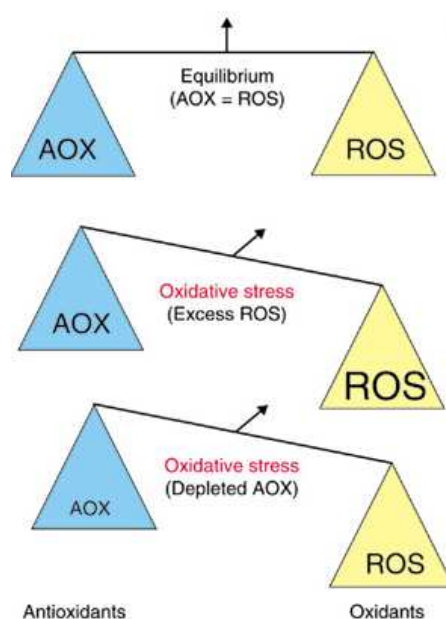 Equilibrium
(AOX = ROS)
AOX
ROS
Oxidative stress
(Excess ROS)
AOX
ROS
Oxidative stress
(Depleted AOX)
AOX
ROS
Antioxidants
Oxidants